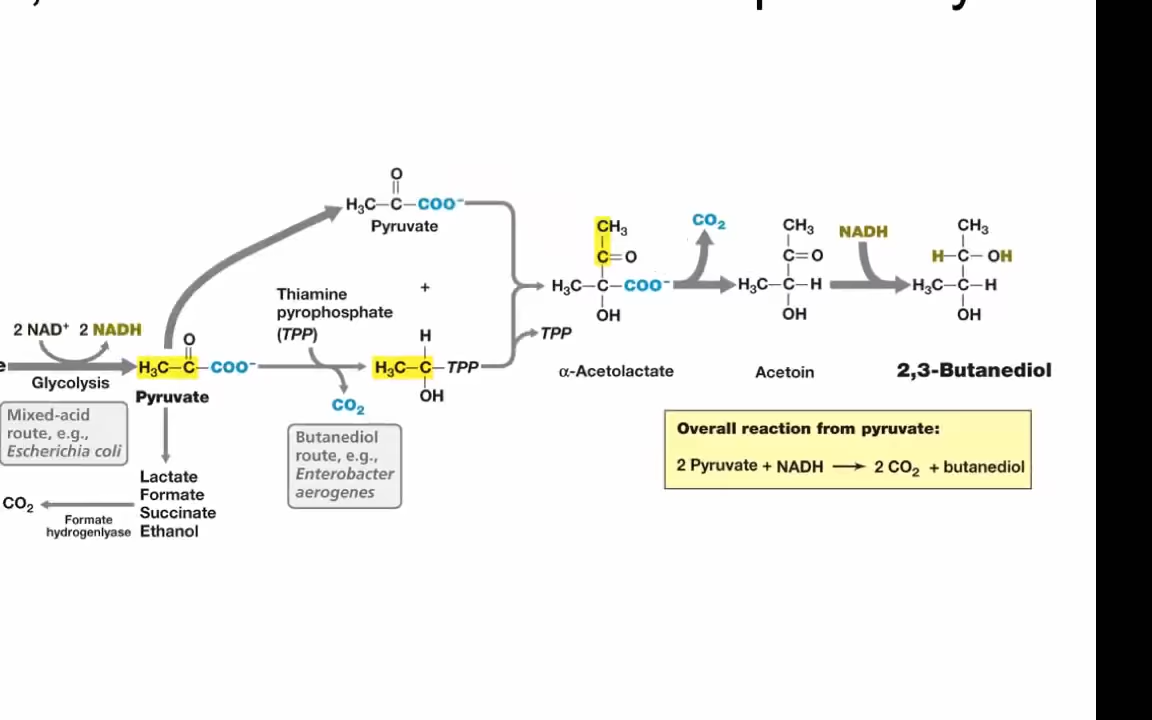 O
H₃C–C–COO⁻
Pyruvate
+
Thiamine
pyrophosphate
(TPP)
2 NAD⁺ 2 NADH
Glycolysis
O
H₃C–C–COO⁻
Pyruvate
CO₂
H
H₃C–C–TPP
OH
TPP
CH₃
C=O
H₃C–C–COO⁻
OH
α-Acetolactate
CO₂
CH₃
C=O
H₃C–C–H
OH
Acetoin
NADH
CH₃
H–C–OH
H₃C–C–H
OH
2,3-Butanediol
Mixed-acid
route, e.g.,
Escherichia coli
Butanediol
route, e.g.,
Enterobacter
aerogenes
Lactate
Formate
Succinate
Ethanol
CO₂
Formate
hydrogenlyase
Overall reaction from pyruvate:
2 Pyruvate + NADH ⟶ 2 CO₂ + butanediol